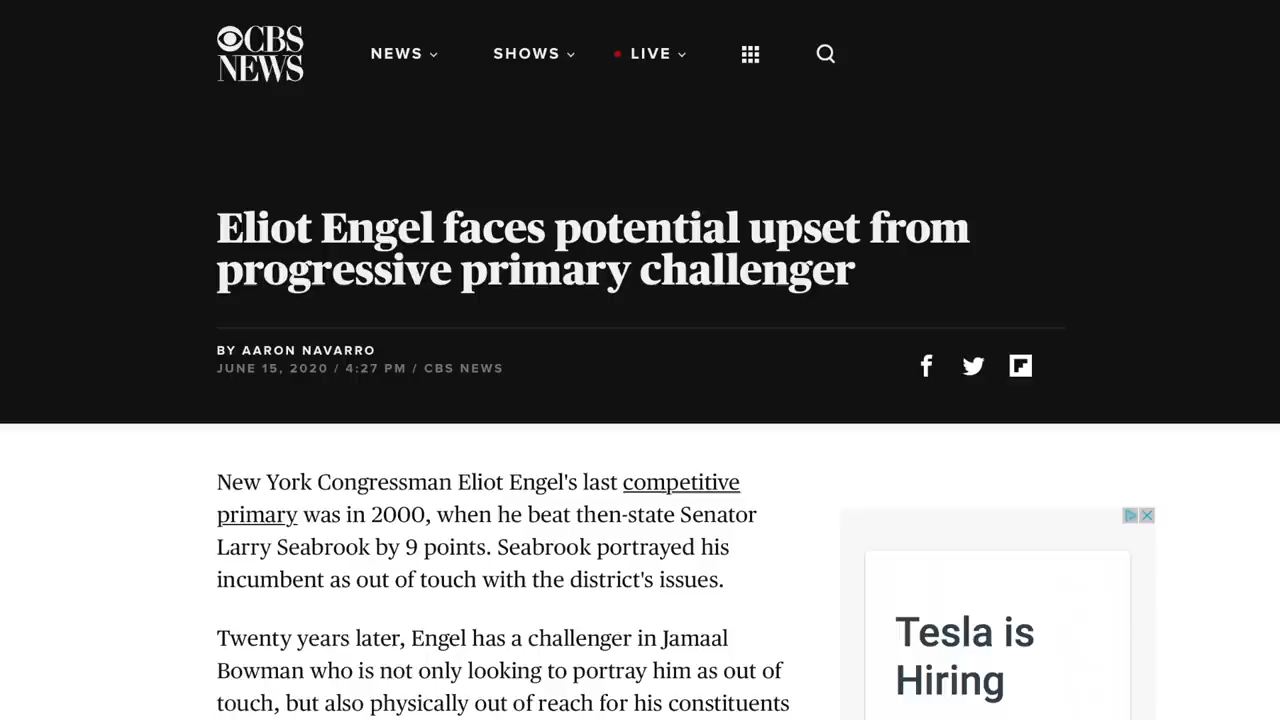 CBS
NEWS
NEWS
SHOWS
LIVE
Eliot Engel faces potential upset from
progressive primary challenger
BY AARON NAVARRO
JUNE 15, 2020 / 4:27 PM / CBS NEWS
New York Congressman Eliot Engel's last competitive
primary was in 2000, when he beat then-state Senator
Larry Seabrook by 9 points. Seabrook portrayed his
incumbent as out of touch with the district's issues.
Twenty years later, Engel has a challenger in Jamaal
Bowman who is not only looking to portray him as out of
touch, but also physically out of reach for his constituents
Tesla is
Hiring